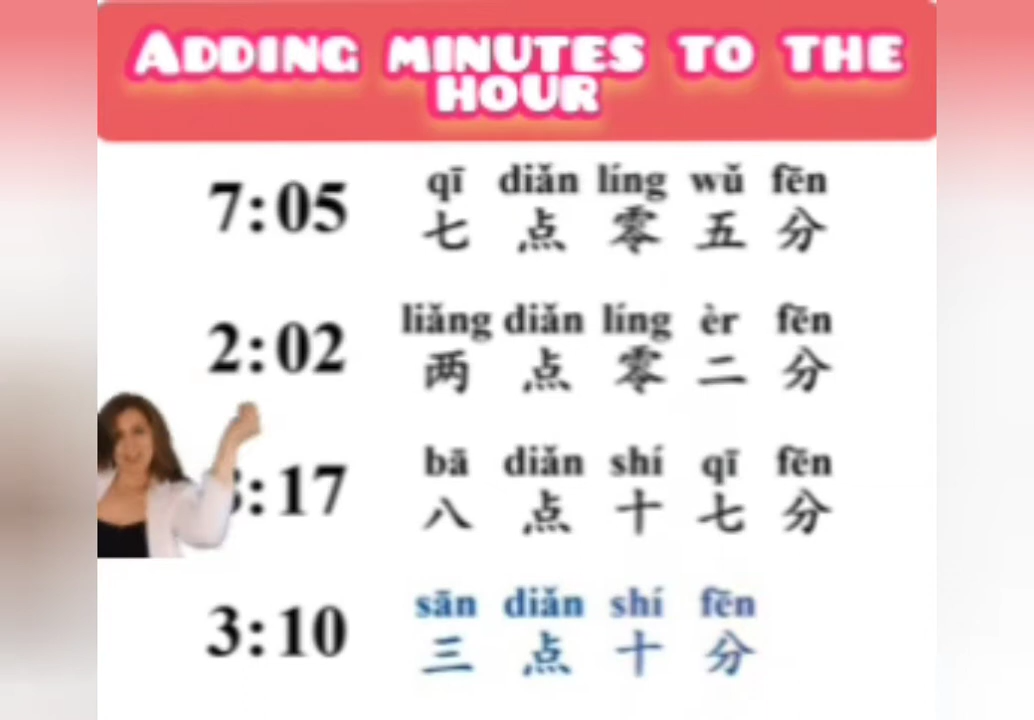 ADDING MINUTES TO THE
HOUR
7:05
qī diǎn líng wǔ fēn
七 点 零 五 分
2:02
liǎng diǎn líng èr fēn
两 点 零 二 分
:17
bā diǎn shí qī fēn
八 点 十 七 分
3:10
sān diǎn shí fēn
三 点 十 分